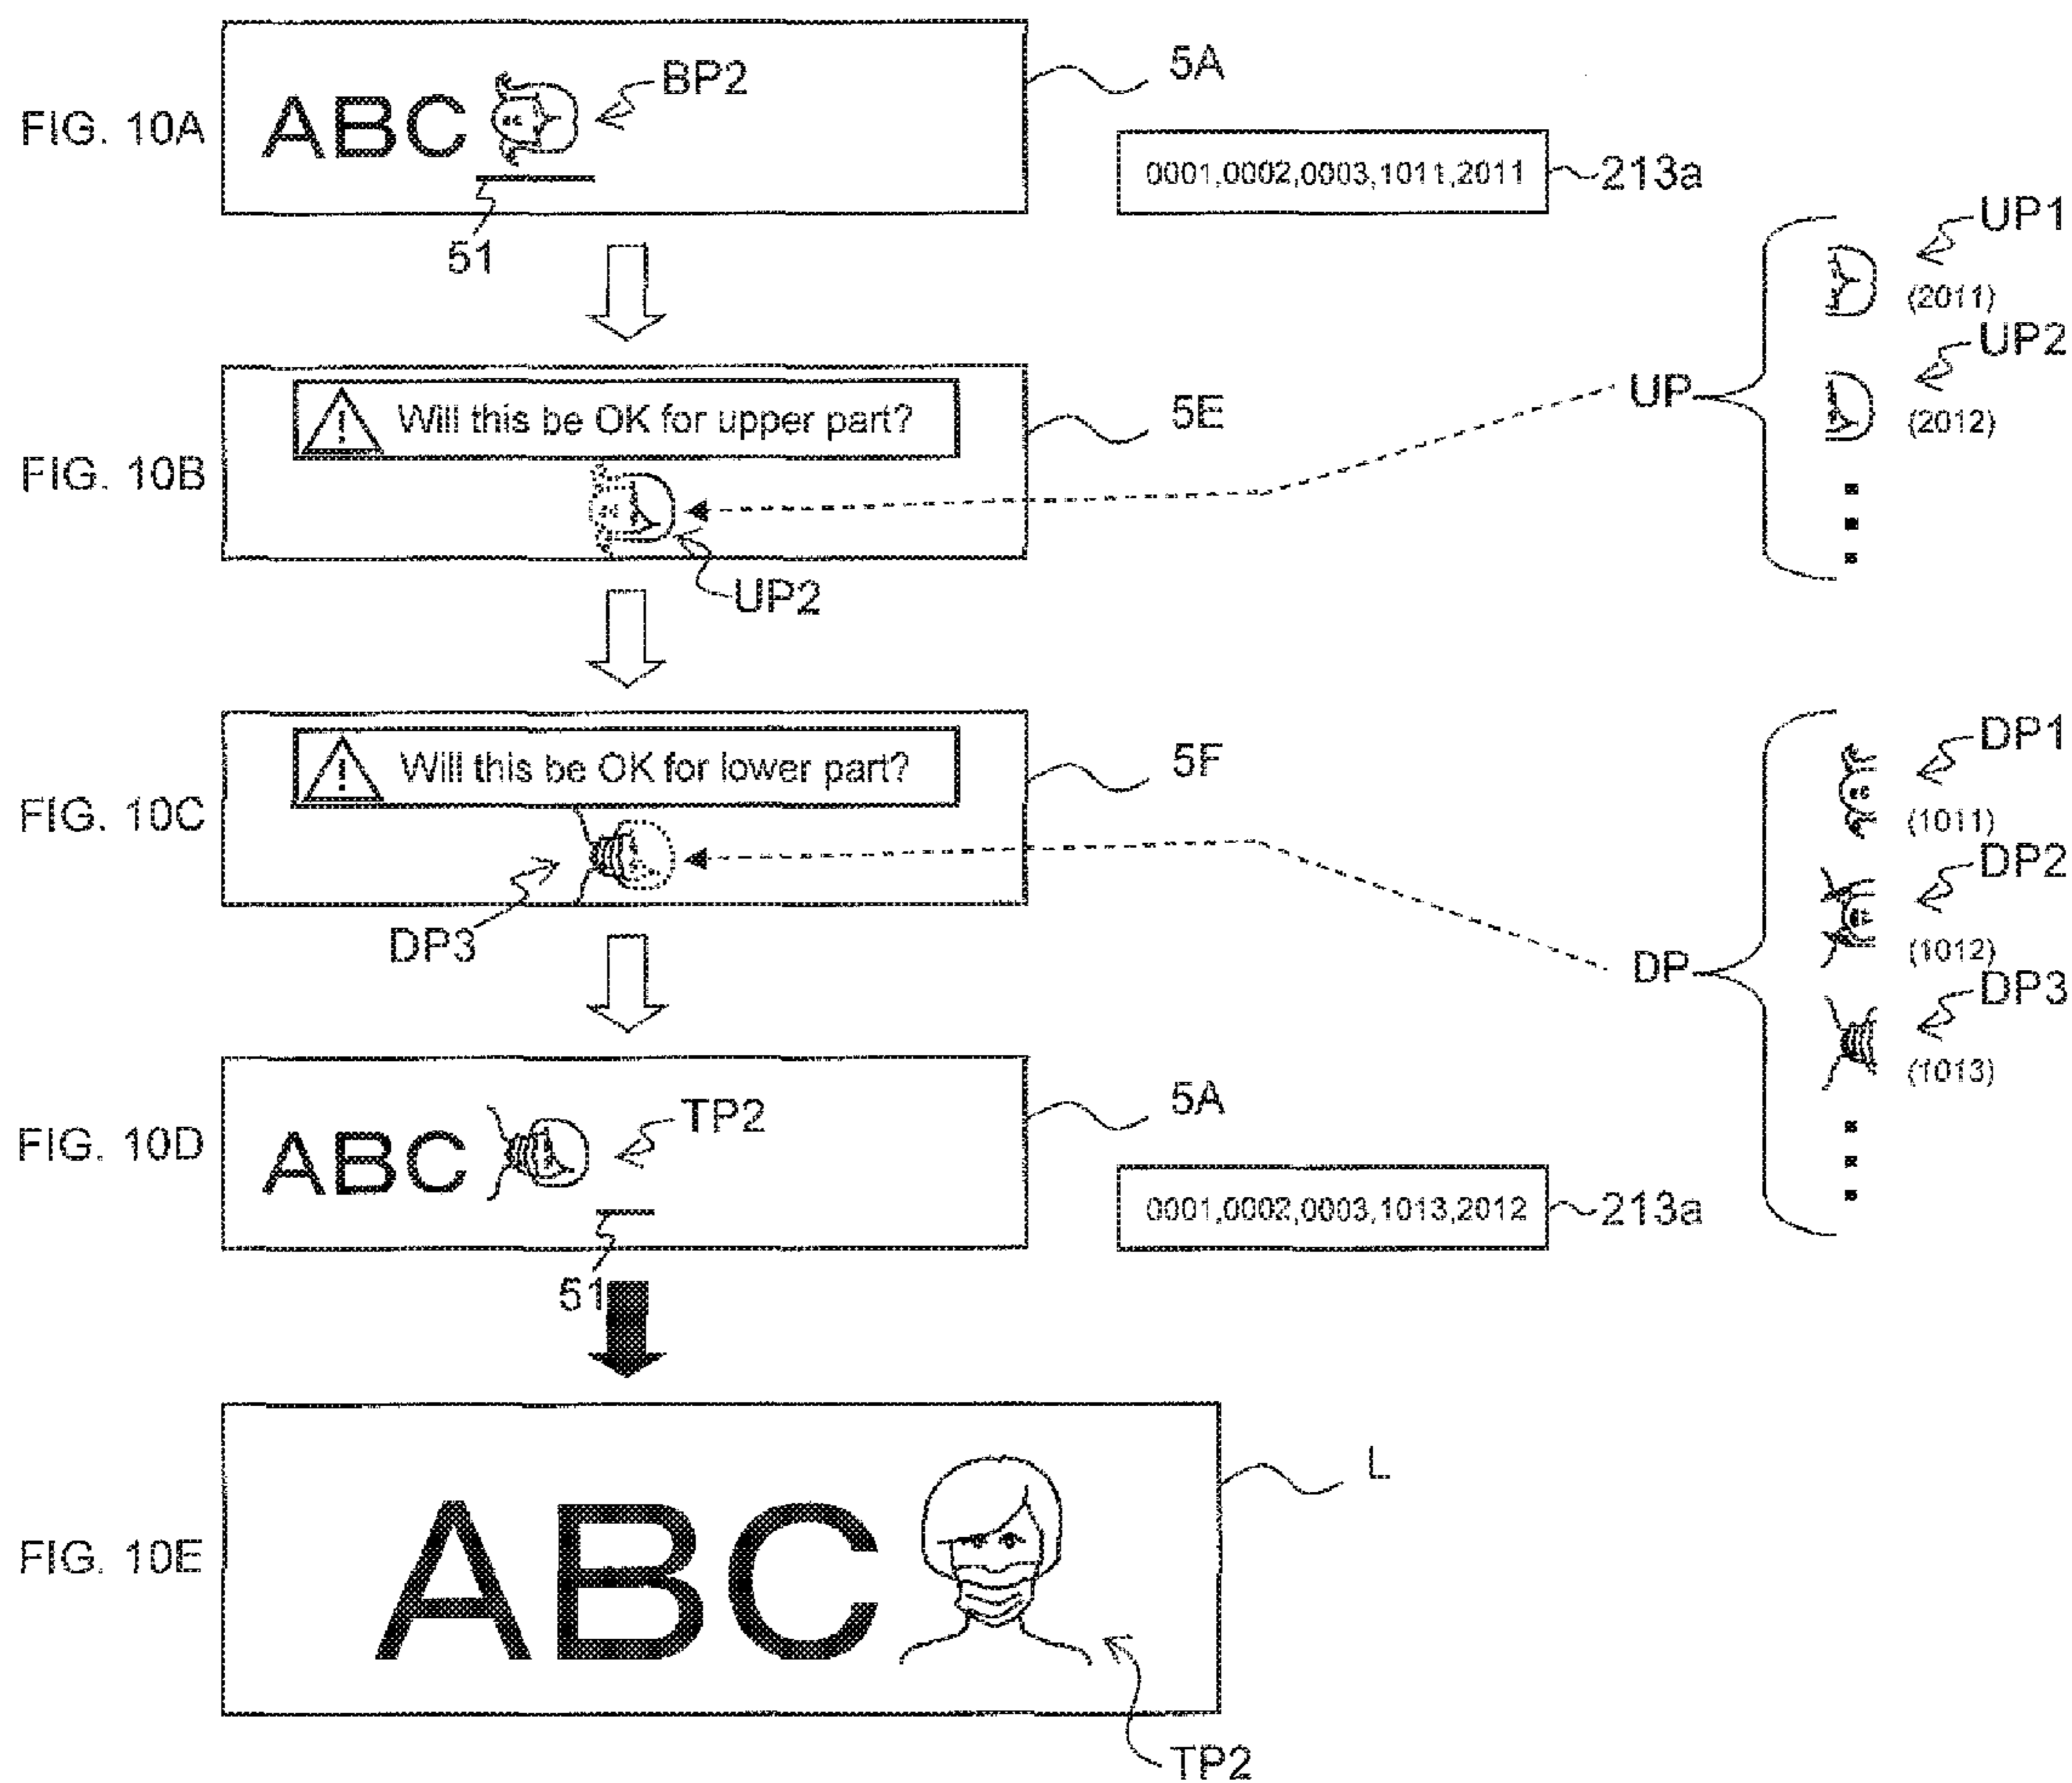 FIG. 10A
ABC
BP2
5A
51
0001,0002,0003,1011,2011
213a
FIG. 10B
Will this be OK for upper part?
5E
UP2
UP
UP1
(2011)
UP2
(2012)
FIG. 10C
Will this be OK for lower part?
5F
DP3
DP
DP1
(1011)
DP2
(1012)
DP3
(1013)
FIG. 10D
ABC
TP2
5A
51
0001,0002,0003,1013,2012
213a
FIG. 10E
ABC
L
TP2